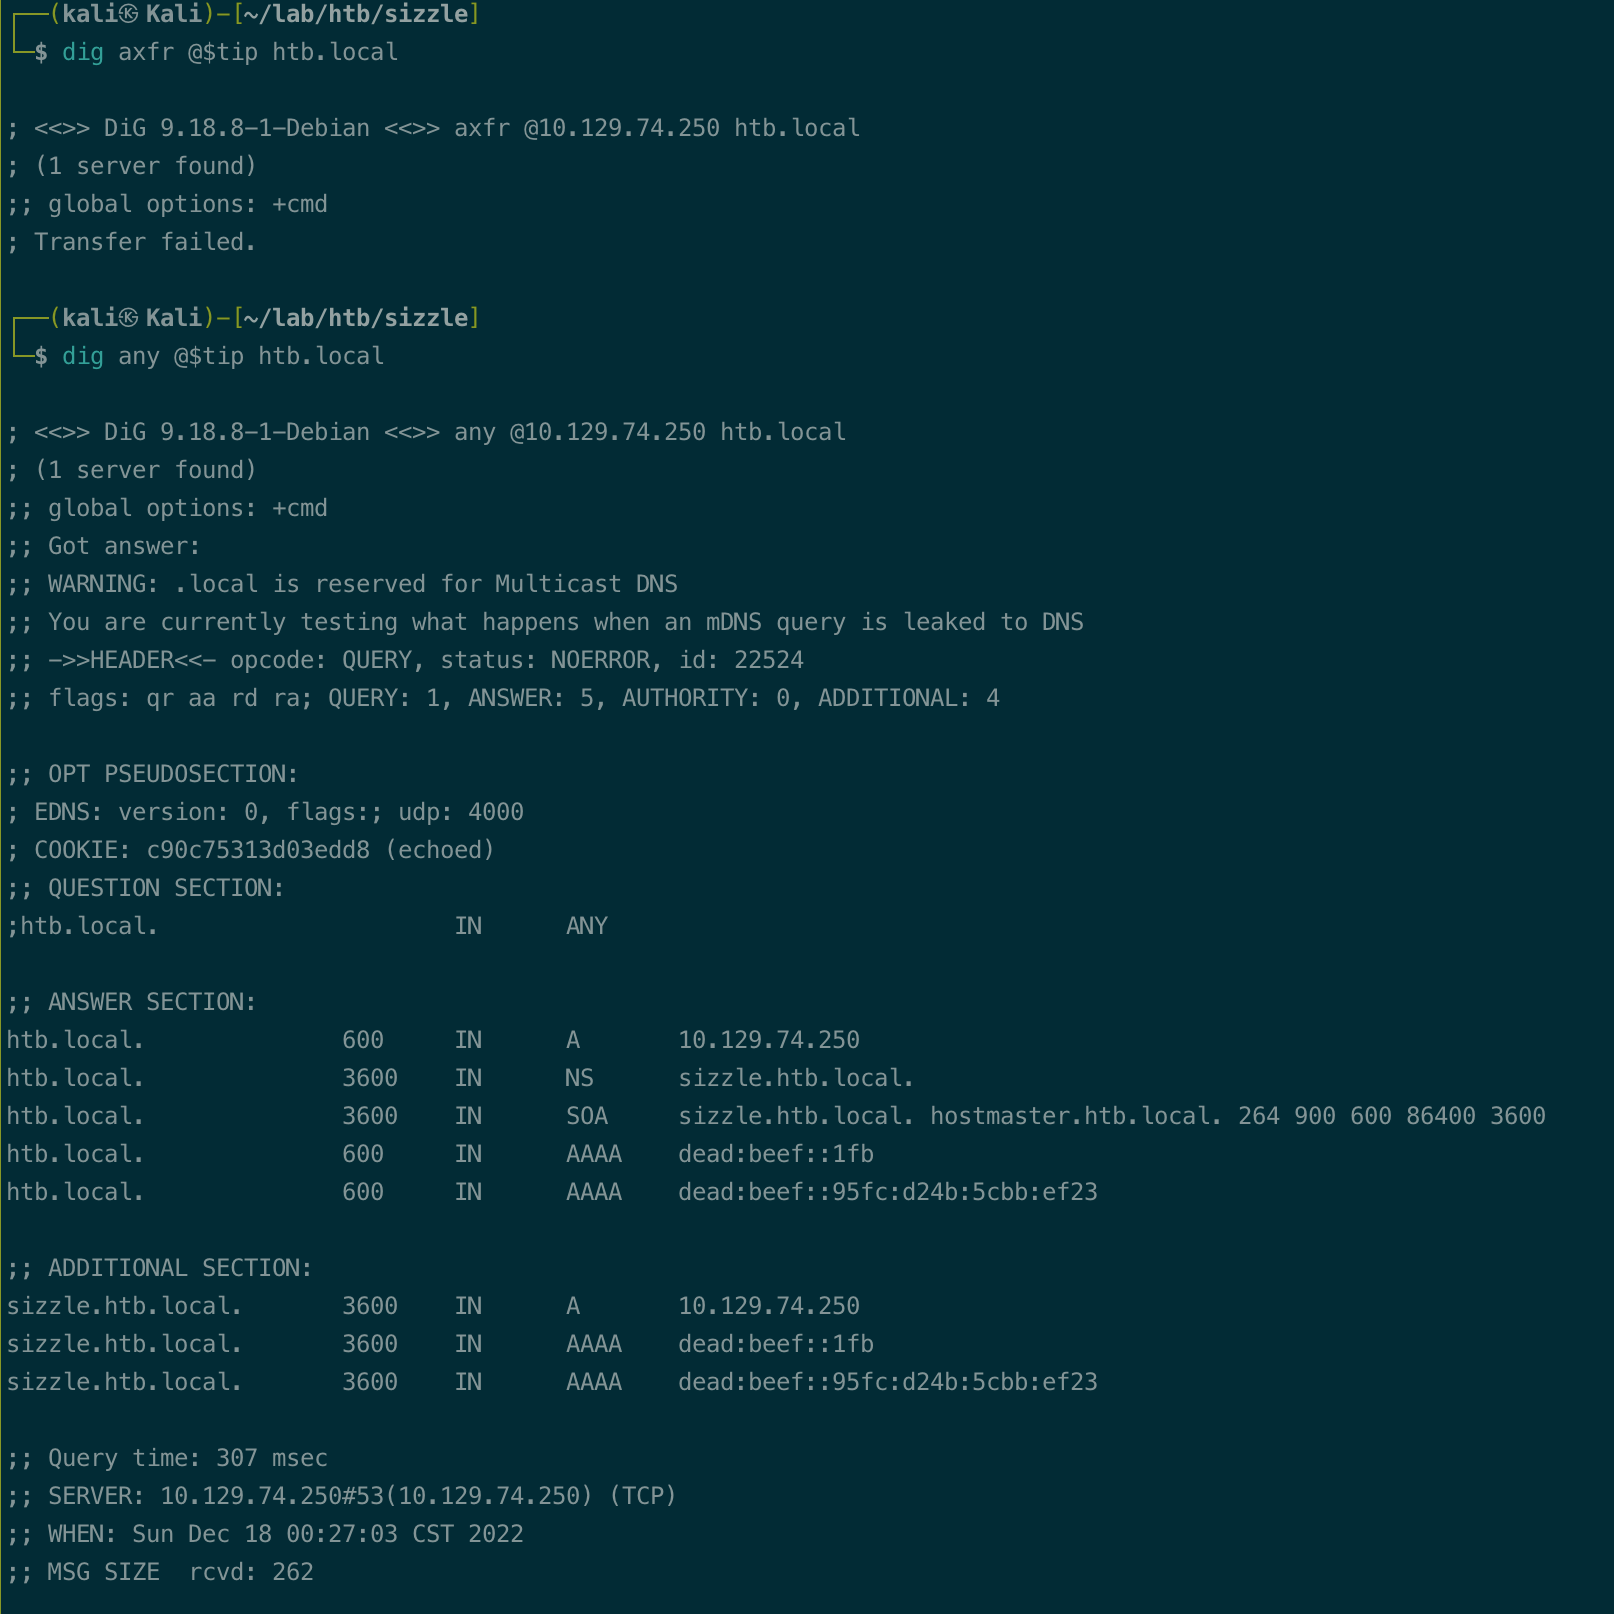 ┌──(kali㉿Kali)-[~/lab/htb/sizzle]
└─$ dig axfr @$tip htb.local

; <<>> DiG 9.18.8-1-Debian <<>> axfr @10.129.74.250 htb.local
; (1 server found)
;; global options: +cmd
; Transfer failed.

┌──(kali㉿Kali)-[~/lab/htb/sizzle]
└─$ dig any @$tip htb.local

; <<>> DiG 9.18.8-1-Debian <<>> any @10.129.74.250 htb.local
; (1 server found)
;; global options: +cmd
;; Got answer:
;; WARNING: .local is reserved for Multicast DNS
;; You are currently testing what happens when an mDNS query is leaked to DNS
;; ->>HEADER<<- opcode: QUERY, status: NOERROR, id: 22524
;; flags: qr aa rd ra; QUERY: 1, ANSWER: 5, AUTHORITY: 0, ADDITIONAL: 4

;; OPT PSEUDOSECTION:
; EDNS: version: 0, flags:; udp: 4000
; COOKIE: c90c75313d03edd8 (echoed)
;; QUESTION SECTION:
;htb.local.                     IN      ANY

;; ANSWER SECTION:
htb.local.              600     IN      A       10.129.74.250
htb.local.              3600    IN      NS      sizzle.htb.local.
htb.local.              3600    IN      SOA     sizzle.htb.local. hostmaster.htb.local. 264 900 600 86400 3600
htb.local.              600     IN      AAAA    dead:beef::1fb
htb.local.              600     IN      AAAA    dead:beef::95fc:d24b:5cbb:ef23

;; ADDITIONAL SECTION:
sizzle.htb.local.       3600    IN      A       10.129.74.250
sizzle.htb.local.       3600    IN      AAAA    dead:beef::1fb
sizzle.htb.local.       3600    IN      AAAA    dead:beef::95fc:d24b:5cbb:ef23

;; Query time: 307 msec
;; SERVER: 10.129.74.250#53(10.129.74.250) (TCP)
;; WHEN: Sun Dec 18 00:27:03 CST 2022
;; MSG SIZE  rcvd: 262